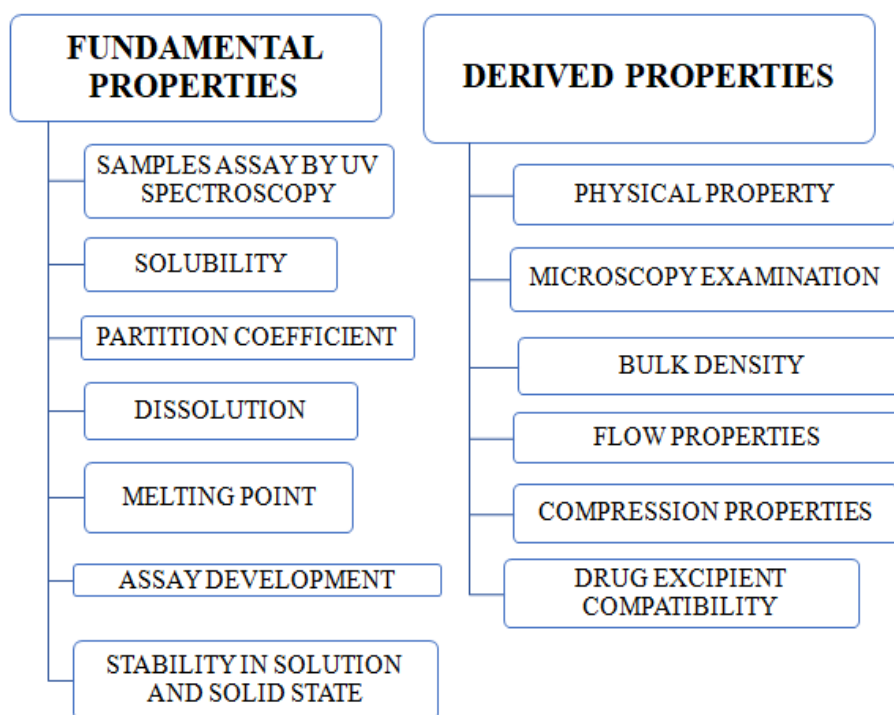 FUNDAMENTAL
PROPERTIES
SAMPLES ASSAY BY UV
SPECTROSCOPY
SOLUBILITY
PARTITION COEFFICIENT
DISSOLUTION
MELTING POINT
ASSAY DEVELOPMENT
STABILITY IN SOLUTION
AND SOLID STATE
DERIVED PROPERTIES
PHYSICAL PROPERTY
MICROSCOPY EXAMINATION
BULK DENSITY
FLOW PROPERTIES
COMPRESSION PROPERTIES
DRUG EXCIPIENT
COMPATIBILITY